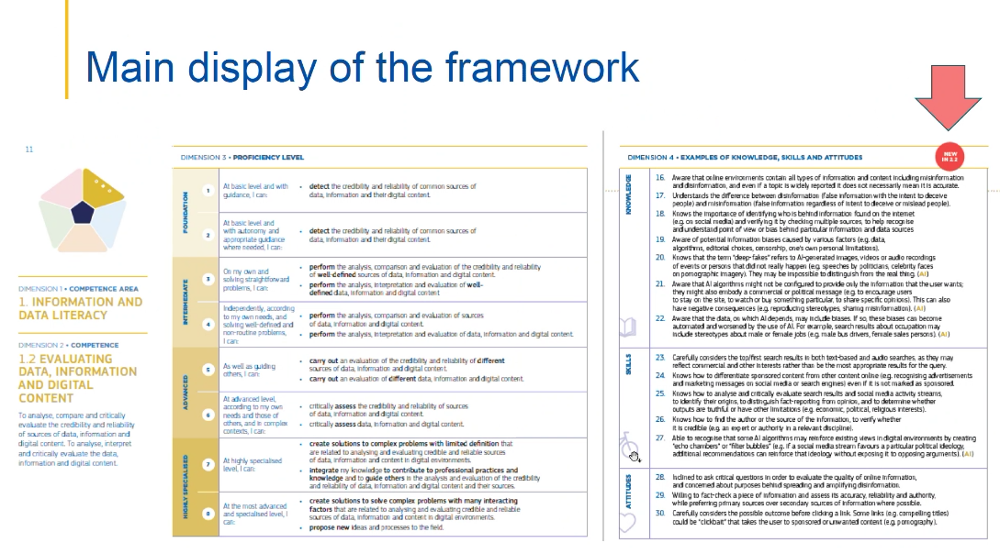 Main display of the framework
11
DIMENSION 1 • COMPETENCE AREA
1. INFORMATION AND
DATA LITERACY
DIMENSION 2 • COMPETENCE
1.2 EVALUATING
DATA, INFORMATION
AND DIGITAL
CONTENT
To analyse, compare and critically
evaluate the credibility and reliability
of sources of data, information and
digital content. To analyse, interpret
and critically evaluate the data,
information and digital content.
DIMENSION 3 • PROFICIENCY LEVEL
FOUNDATION
1
At basic level and with
guidance, I can:
• detect the credibility and reliability of common sources of
data, information and their digital content.
2
At basic level and
with autonomy and
appropriate guidance
where needed, I can:
• detect the credibility and reliability of common sources of
data, information and their digital content.
INTERMEDIATE
3
On my own and
solving straightforward
problems, I can:
• perform the analysis, comparison and evaluation of the credibility and reliability
of well-defined sources of data, information and digital content.
• perform the analysis, interpretation and evaluation of well-
defined data, information and digital content.
4
Independently, according
to my own needs, and
solving well-defined and
non-routine problems,
I can:
• perform the analysis, comparison and evaluation of sources
of data, information and digital content.
• perform the analysis, interpretation and evaluation of data, information and digital content.
ADVANCED
5
As well as guiding
others, I can:
• carry out an evaluation of the credibility and reliability of different
sources of data, information and digital content.
• carry out an evaluation of different data, information and digital content.
6
At advanced level,
according to my own
needs and those of
others, and in complex
contexts, I can:
• critically assess the credibility and reliability of sources
of data, information and digital content.
• critically assess data, information and digital content.
HIGHLY SPECIALISED
7
At highly specialised
level, I can:
• create solutions to complex problems with limited definition that
are related to analysing and evaluating credible and reliable sources
of data, information and content in digital environments.
• integrate my knowledge to contribute to professional practices and
knowledge and to guide others in the analysis and evaluation of the credibility
and reliability of data, information and digital content and their sources.
8
At the most advanced
and specialised level, I
can:
• create solutions to solve complex problems with many interacting
factors that are related to analysing and evaluating credible and reliable
sources of data, information and content in digital environments.
• propose new ideas and processes to the field.
DIMENSION 4 • EXAMPLES OF KNOWLEDGE, SKILLS AND ATTITUDES
NEW
IN 2.2
KNOWLEDGE
16. Aware that online environments contain all types of information and content including misinformation
and disinformation, and even if a topic is widely reported it does not necessarily mean it is accurate.
17. Understands the difference between disinformation (false information with the intent to deceive
people) and misinformation (false information regardless of intent to deceive or mislead people).
18. Knows the importance of identifying who is behind information found on the internet
(e.g. on social media) and verifying it by checking multiple sources, to help recognise
and understand point of view or bias behind particular information and data sources
19. Aware of potential information biases caused by various factors (e.g. data,
algorithms, editorial choices, censorship, one's own personal limitations).
20. Knows that the term "deep-fakes" refers to AI-generated images, videos or audio recordings
of events or persons that did not really happen (e.g. speeches by politicians, celebrity faces
on pornographic imagery). They may be impossible to distinguish from the real thing. (AI)
21. Aware that AI algorithms might not be configured to provide only the information that the user wants;
they might also embody a commercial or political message (e.g. to encourage users
to stay on the site, to watch or buy something particular, to share specific opinions). This can also
have negative consequences (e.g. reproducing stereotypes, sharing misinformation). (AI)
22. Aware that the data, on which AI depends, may include biases. If so, these biases can become
automated and worsened by the use of AI. For example, search results about occupation may
include stereotypes about male or female jobs (e.g. male bus drivers, female sales persons). (AI)
SKILLS
23. Carefully considers the top/first search results in both text-based and audio searches, as they may
reflect commercial and other interests rather than be the most appropriate results for the query.
24. Knows how to differentiate sponsored content from other content online (e.g. recognising advertisements
and marketing messages on social media or search engines) even if it is not marked as sponsored.
25. Knows how to analyse and critically evaluate search results and social media activity streams,
to identify their origins, to distinguish fact-reporting from opinion, and to determine whether
outputs are truthful or have other limitations (e.g. economic, political, religious interests).
26. Knows how to find the author or the source of the information, to verify whether
it is credible (e.g. an expert or authority in a relevant discipline).
27. Able to recognise that some AI algorithms may reinforce existing views in digital environments by creating
"echo chambers" or "filter bubbles" (e.g. if a social media stream favours a particular political ideology,
additional recommendations can reinforce that ideology without exposing it to opposing arguments). (AI)
ATTITUDES
28. Inclined to ask critical questions in order to evaluate the quality of online information,
and concerned about purposes behind spreading and amplifying disinformation.
29. Willing to fact-check a piece of information and assess its accuracy, reliability and authority,
while preferring primary sources over secondary sources of information where possible.
30. Carefully considers the possible outcome before clicking a link. Some links (e.g. compelling titles)
could be "clickbait" that takes the user to sponsored or unwanted content (e.g. pornography).